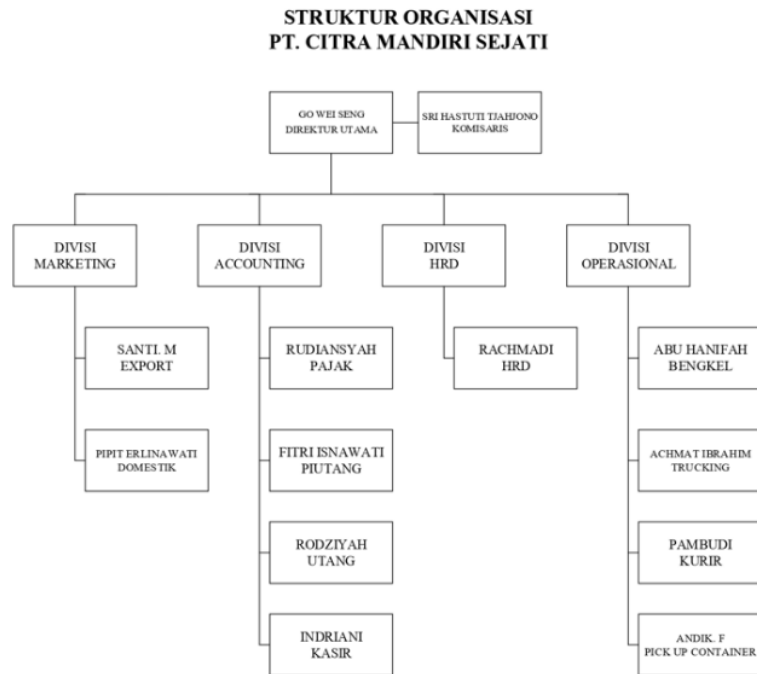 STRUKTUR ORGANISASI
PT. CITRA MANDIRI SEJATI
GO WEI SENG
DIREKTUR UTAMA
SRI HASTUTI TJAHJONO
KOMISARIS
DIVISI
MARKETING
DIVISI
ACCOUNTING
DIVISI
HRD
DIVISI
OPERASIONAL
SANTI. M
EXPORT
RUDIANSYAH
PAJAK
RACHMADI
HRD
ABU HANIFAH
BENGKEL
PIPIT ERLINAWATI
DOMESTIK
FITRI ISNAWATI
PIUTANG
ACHMAT IBRAHIM
TRUCKING
RODZIYAH
UTANG
PAMBUDI
KURIR
INDRIANI
KASIR
ANDIK. F
PICK UP CONTAINER